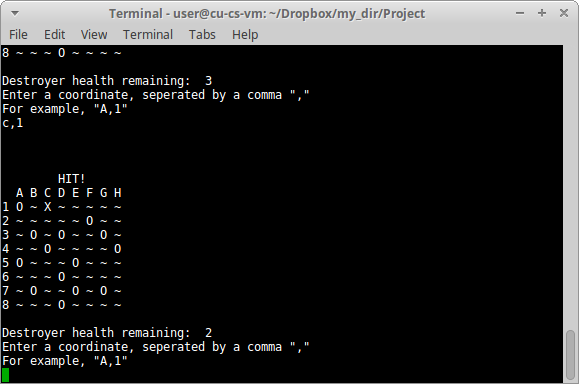 Terminal - user@cu-cs-vm: ~/Dropbox/my_dir/Project
File Edit View Terminal Tabs Help
8 ~ ~ ~ O ~ ~ ~ ~
Destroyer health remaining:  3
Enter a coordinate, seperated by a comma ","
For example, "A,1"
c,1
HIT!
A B C D E F G H
1 O ~ X ~ ~ ~ ~ ~
2 ~ ~ ~ ~ ~ O ~ ~
3 ~ O ~ O ~ ~ O ~
4 ~ ~ O ~ ~ ~ ~ O
5 O ~ ~ ~ O ~ ~ ~
6 ~ ~ O ~ ~ ~ ~ ~
7 ~ O ~ ~ O ~ O ~
8 ~ ~ ~ O ~ ~ ~ ~
Destroyer health remaining:  2
Enter a coordinate, seperated by a comma ","
For example, "A,1"